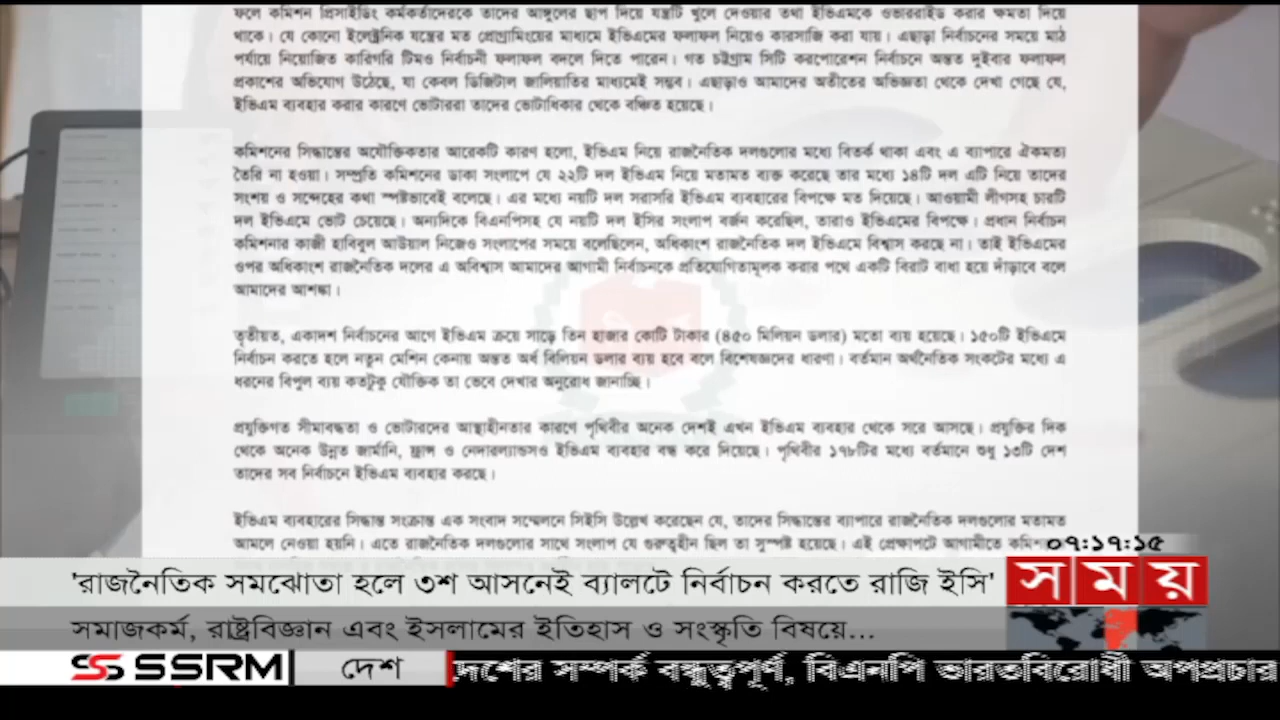 ফলে কমিশন প্রিসাইডিং কর্মকর্তাদেরকে তাদের আঙ্গুলের ছাপ দিয়ে যন্ত্রটি খুলে দেওয়ার তথা ইভিএমকে ওভাররাইড করার ক্ষমতা দিয়ে
থাকে। যে কোনো ইলেক্ট্রনিক যন্ত্রের মত প্রোগ্রামিংয়ের মাধ্যমে ইভিএমের ফলাফল নিয়েও কারসাজি করা যায়। এছাড়া নির্বাচনের সময়ে মাঠ
পর্যায়ে নিয়োজিত কারিগরি টিমও নির্বাচনী ফলাফল বদলে দিতে পারেন। গত চট্টগ্রাম সিটি করপোরেশন নির্বাচনে অন্তত দুইবার ফলাফল
প্রকাশের অভিযোগ উঠেছে, যা কেবল ডিজিটাল জালিয়াতির মাধ্যমেই সম্ভব। এছাড়াও আমাদের অতীতের অভিজ্ঞতা থেকে দেখা গেছে যে,
ইভিএম ব্যবহার করার কারণে ভোটাররা তাদের ভোটাধিকার থেকে বঞ্চিত হয়েছে।
কমিশনের সিদ্ধান্তের অযৌক্তিকতার আরেকটি কারণ হলো, ইভিএম নিয়ে রাজনৈতিক দলগুলোর মধ্যে বিতর্ক থাকা এবং এ ব্যাপারে ঐকমত্য
তৈরি না হওয়া। সম্প্রতি কমিশনের ডাকা সংলাপে যে ২২টি দল ইভিএম নিয়ে মতামত ব্যক্ত করেছে তার মধ্যে ১৪টি দল এটি নিয়ে তাদের
সংশয় ও সন্দেহের কথা স্পষ্টভাবেই বলেছে। এর মধ্যে নয়টি দল সরাসরি ইভিএম ব্যবহারের বিপক্ষে মত দিয়েছে। আওয়ামী লীগসহ চারটি
দল ইভিএমে ভোট চেয়েছে। অন্যদিকে বিএনপিসহ যে নয়টি দল ইসির সংলাপ বর্জন করেছিল, তারাও ইভিএমের বিপক্ষে। প্রধান নির্বাচন
কমিশনার কাজী হাবিবুল আউয়াল নিজেও সংলাপের সময়ে বলেছিলেন, অধিকাংশ রাজনৈতিক দল ইভিএমে বিশ্বাস করছে না। তাই ইভিএমের
ওপর অধিকাংশ রাজনৈতিক দলের এ অবিশ্বাস আমাদের আগামী নির্বাচনকে প্রতিযোগিতামূলক করার পথে একটি বিরাট বাধা হয়ে দাঁড়াবে বলে
আমাদের আশঙ্কা।
তৃতীয়ত, একাদশ নির্বাচনের আগে ইভিএম ক্রয়ে সাড়ে তিন হাজার কোটি টাকার (৪৫০ মিলিয়ন ডলার) মতো ব্যয় হয়েছে। ১৫০টি ইভিএমে
নির্বাচন করতে হলে নতুন মেশিন কেনায় অন্তত অর্ধ বিলিয়ন ডলার ব্যয় হবে বলে বিশেষজ্ঞদের ধারণা। বর্তমান অর্থনৈতিক সংকটের মধ্যে এ
ধরনের বিপুল ব্যয় কতটুকু যৌক্তিক তা ভেবে দেখার অনুরোধ জানাচ্ছি।
প্রযুক্তিগত সীমাবদ্ধতা ও ভোটারদের আস্থাহীনতার কারণে পৃথিবীর অনেক দেশই এখন ইভিএম ব্যবহার থেকে সরে আসছে। প্রযুক্তির দিক
থেকে অনেক উন্নত জার্মানি, ফ্রান্স ও নেদারল্যান্ডসও ইভিএম ব্যবহার বন্ধ করে দিয়েছে। পৃথিবীর ১৭৮টির মধ্যে বর্তমানে শুধু ১৩টি দেশ
তাদের সব নির্বাচনে ইভিএম ব্যবহার করছে।
ইভিএম ব্যবহারের সিদ্ধান্ত সংক্রান্ত এক সংবাদ সম্মেলনে সিইসি উল্লেখ করেছেন যে, তাদের সিদ্ধান্তের ব্যাপারে রাজনৈতিক দলগুলোর মতামত
আমলে নেওয়া হয়নি। এতে রাজনৈতিক দলগুলোর সাথে সংলাপ যে গুরুত্বহীন ছিল তা সুস্পষ্ট হয়েছে। এই প্রেক্ষাপটে আগামীতে
০৭:১৭:১৫
'রাজনৈতিক সমঝোতা হলে ৩শ আসনেই ব্যালটে নির্বাচন করতে রাজি ইসি'
সময়
সমাজকর্ম, রাষ্ট্রবিজ্ঞান এবং ইসলামের ইতিহাস ও সংস্কৃতি বিষয়ে...
SSRM দেশ দেশের সম্পর্ক বন্ধুত্বপূর্ণ, বিএনপি ভারতবিরোধী অপপ্রচার